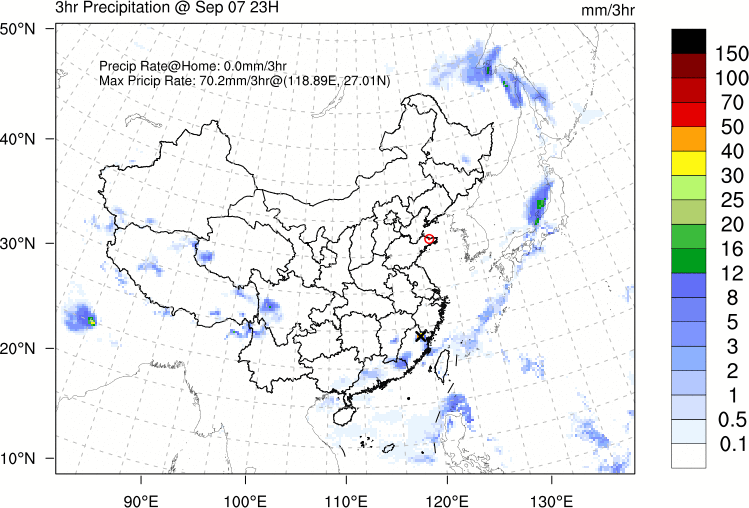 3hr Precipitation @ Sep 07 23H
mm/3hr
Precip Rate@Home: 0.0mm/3hr
Max Pricip Rate: 70.2mm/3hr@(118.89E, 27.01N)
50°N
40°N
30°N
20°N
10°N
90°E
100°E
110°E
120°E
130°E
150
100
70
50
40
30
25
20
16
12
8
5
3
2
1
0.5
0.1